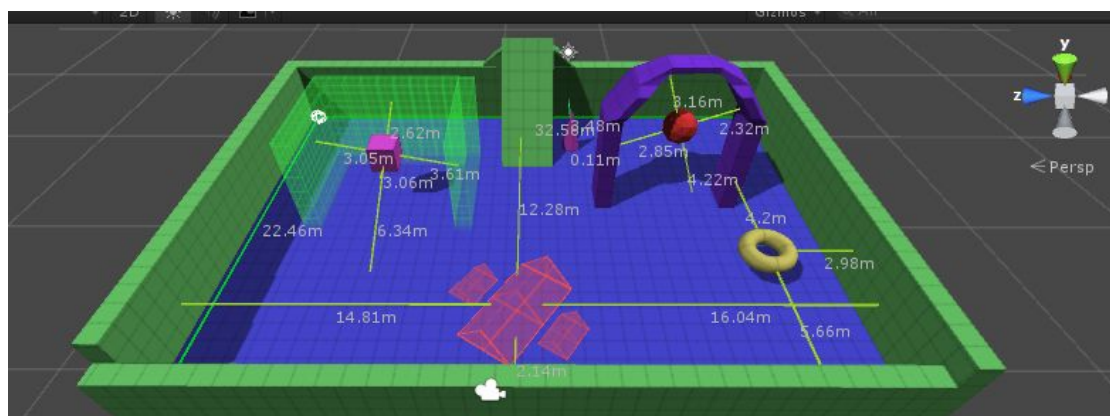 2D
Gizmos
All
y
z
Persp
3.16m
2.62m
32.58m
3.48m
2.32m
3.05m
0.11m
2.85m
3.06m
3.61m
4.22m
12.28m
4.2m
22.46m
6.34m
2.98m
14.81m
16.04m
5.66m
2.14m